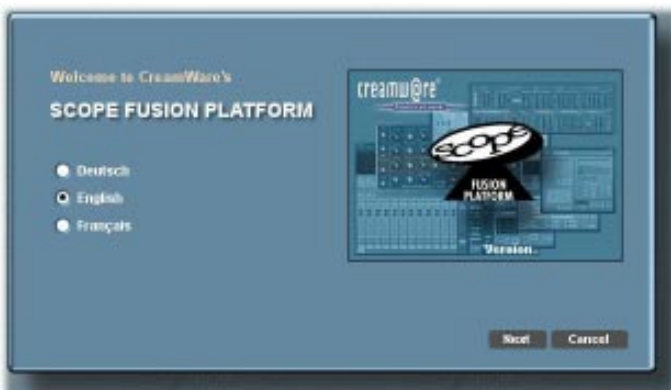 Welcome to CreamWare's
SCOPE FUSION PLATFORM
Deutsch
English
Français
creamw@re®
SCOPE
FUSION
PLATFORM
Version
Next
Cancel